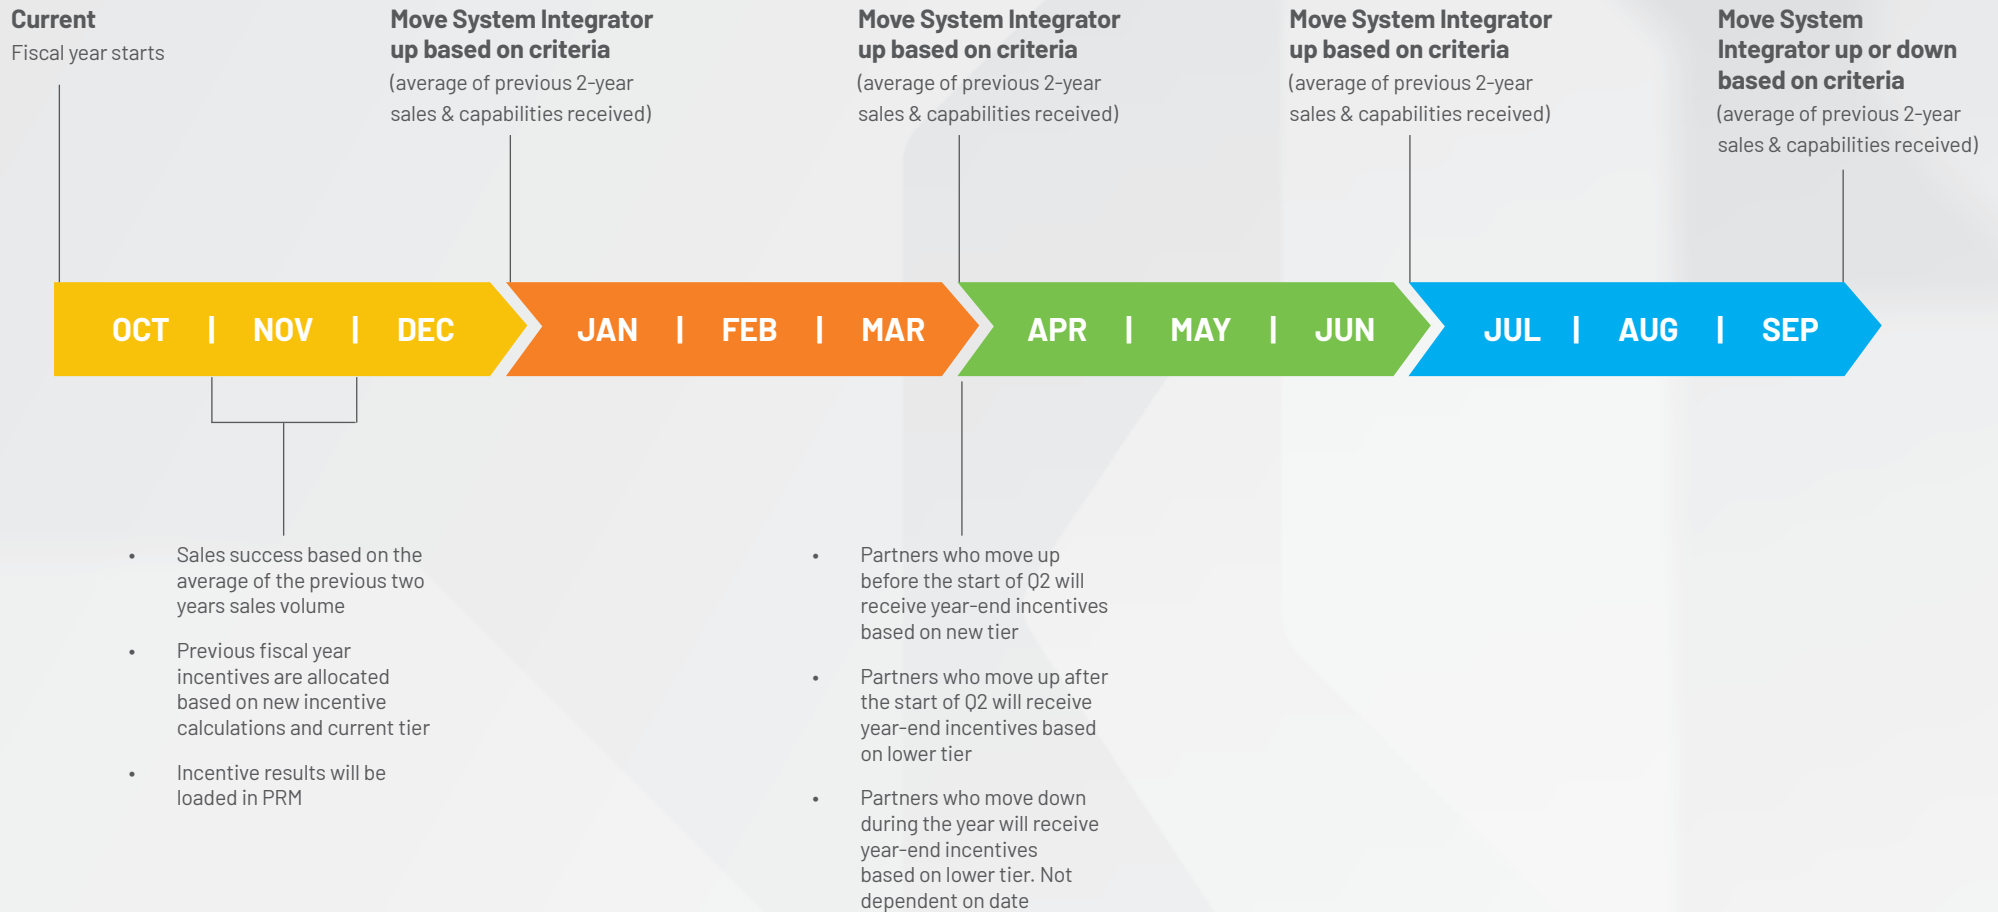 Current
Fiscal year starts
Move System Integrator
up based on criteria
(average of previous 2-year
sales & capabilities received)
Move System Integrator
up based on criteria
(average of previous 2-year
sales & capabilities received)
Move System Integrator
up based on criteria
(average of previous 2-year
sales & capabilities received)
Move System
Integrator up or down
based on criteria
(average of previous 2-year
sales & capabilities received)
OCT | NOV | DEC
JAN | FEB | MAR
APR | MAY | JUN
JUL | AUG | SEP
• Sales success based on the
average of the previous two
years sales volume
• Previous fiscal year
incentives are allocated
based on new incentive
calculations and current tier
• Incentive results will be
loaded in PRM
• Partners who move up
before the start of Q2 will
receive year-end incentives
based on new tier
• Partners who move up after
the start of Q2 will receive
year-end incentives based
on lower tier
• Partners who move down
during the year will receive
year-end incentives
based on lower tier. Not
dependent on date